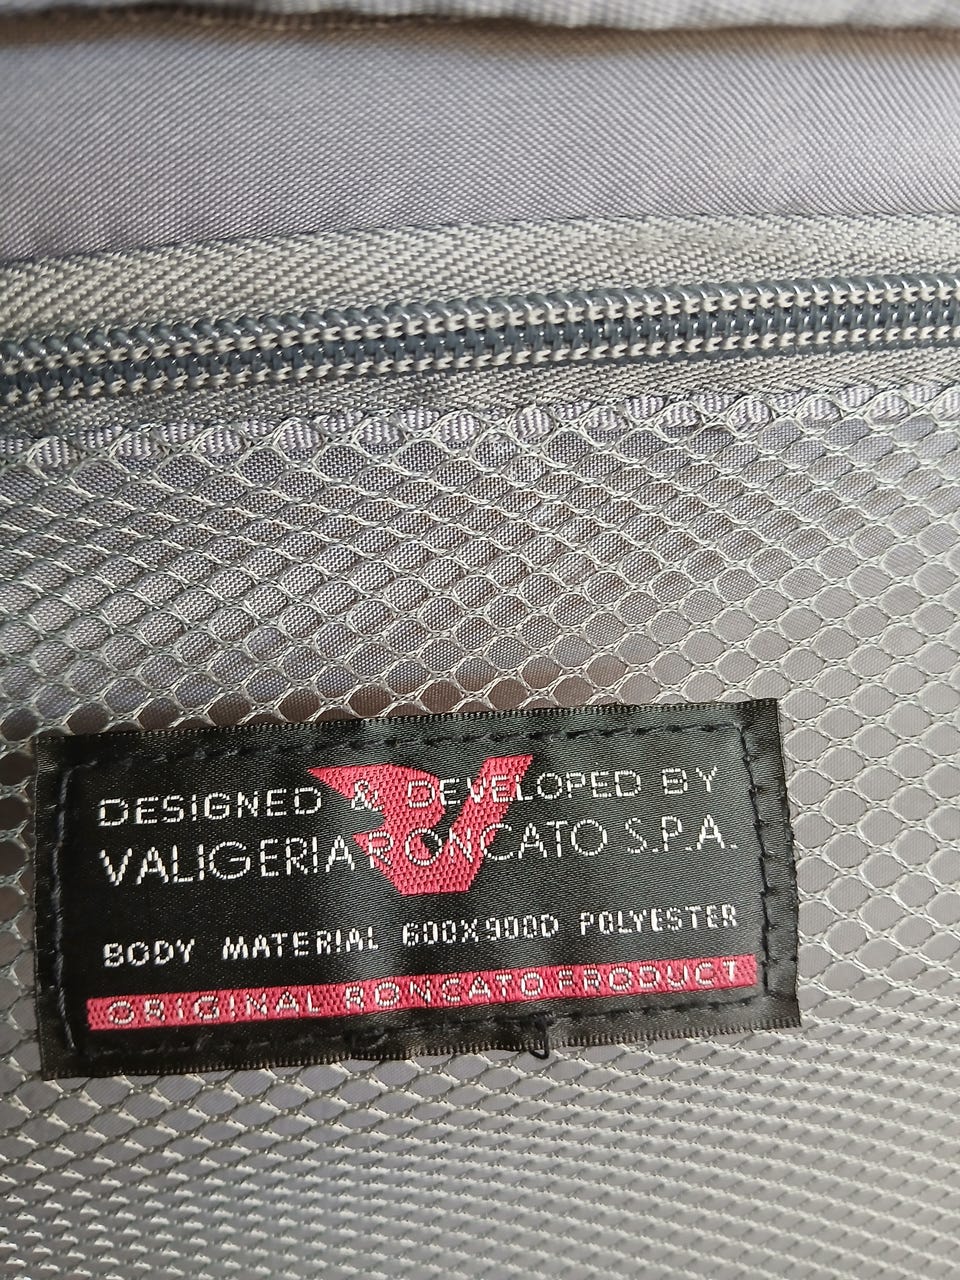 DESIGNED & DEVELOPED BY
VALIGERIA RONCATO S.P.A.
BODY MATERIAL 600X900D POLYESTER
ORIGINAL RONCATO PRODUCT